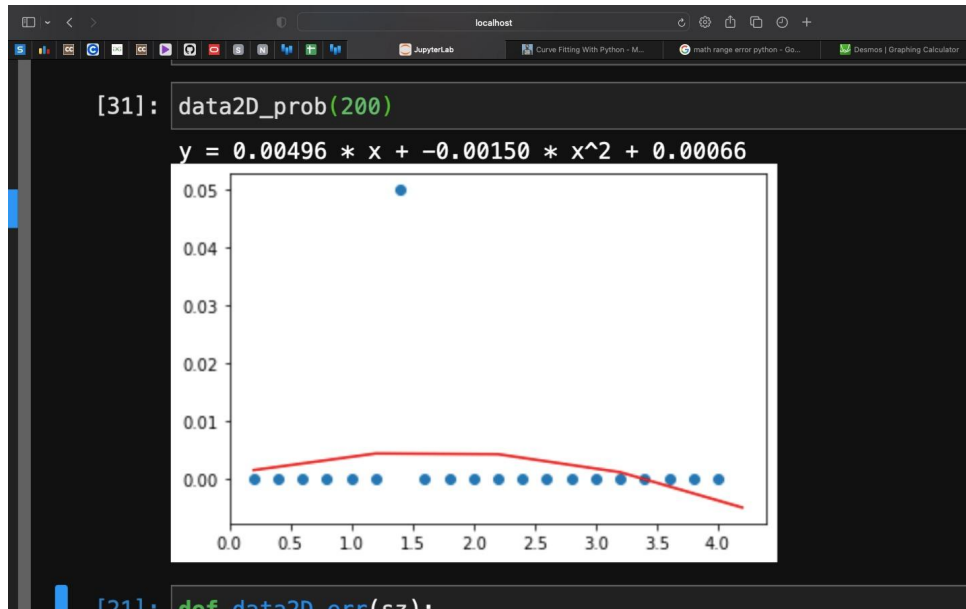 localhost
JupyterLab
Curve Fitting With Python - M...
math range error python - Go...
Desmos | Graphing Calculator
[31]: data2D_prob(200)
y = 0.00496 * x + -0.00150 * x^2 + 0.00066
0.05
0.04
0.03
0.02
0.01
0.00
0.0 0.5 1.0 1.5 2.0 2.5 3.0 3.5 4.0
[21]: def data2D_err(sz):